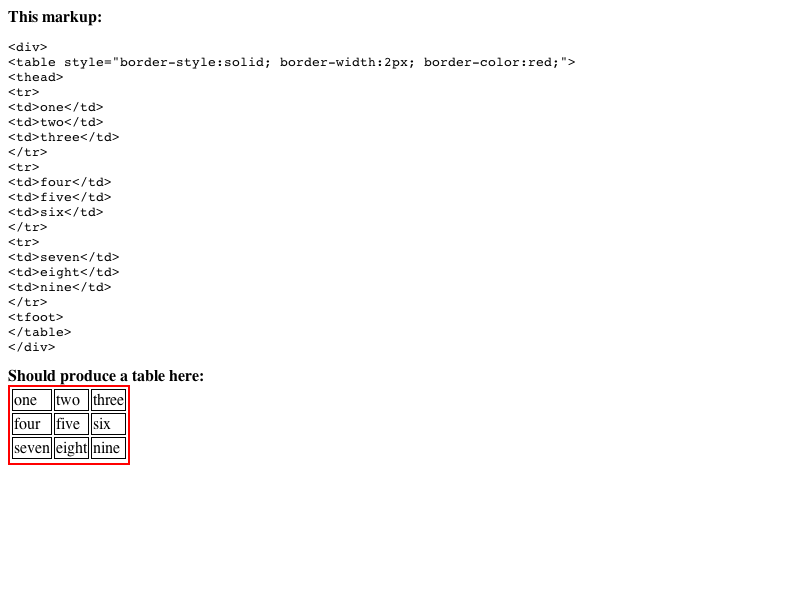 This markup:
<div>
<table style="border-style:solid; border-width:2px; border-color:red;">
<thead>
<tr>
<td>one</td>
<td>two</td>
<td>three</td>
</tr>
<tr>
<td>four</td>
<td>five</td>
<td>six</td>
</tr>
<tr>
<td>seven</td>
<td>eight</td>
<td>nine</td>
</tr>
<tfoot>
</table>
</div>
Should produce a table here:
one two three
four five six
seven eight nine